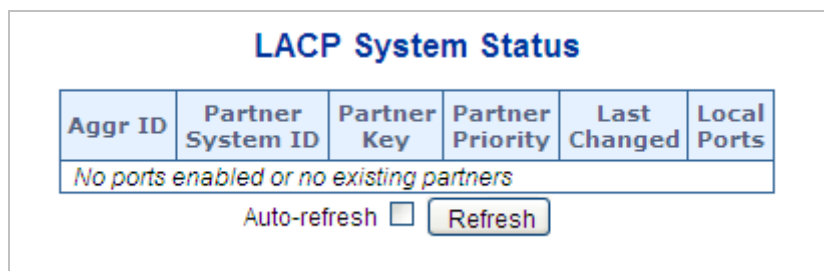 LACP System Status
Aggr ID Partner System ID Partner Key Partner Priority Last Changed Local Ports
No ports enabled or no existing partners
Auto-refresh Refresh